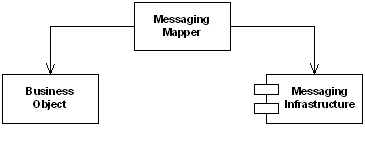 Messaging
Mapper
Business
Object
Messaging
Infrastructure